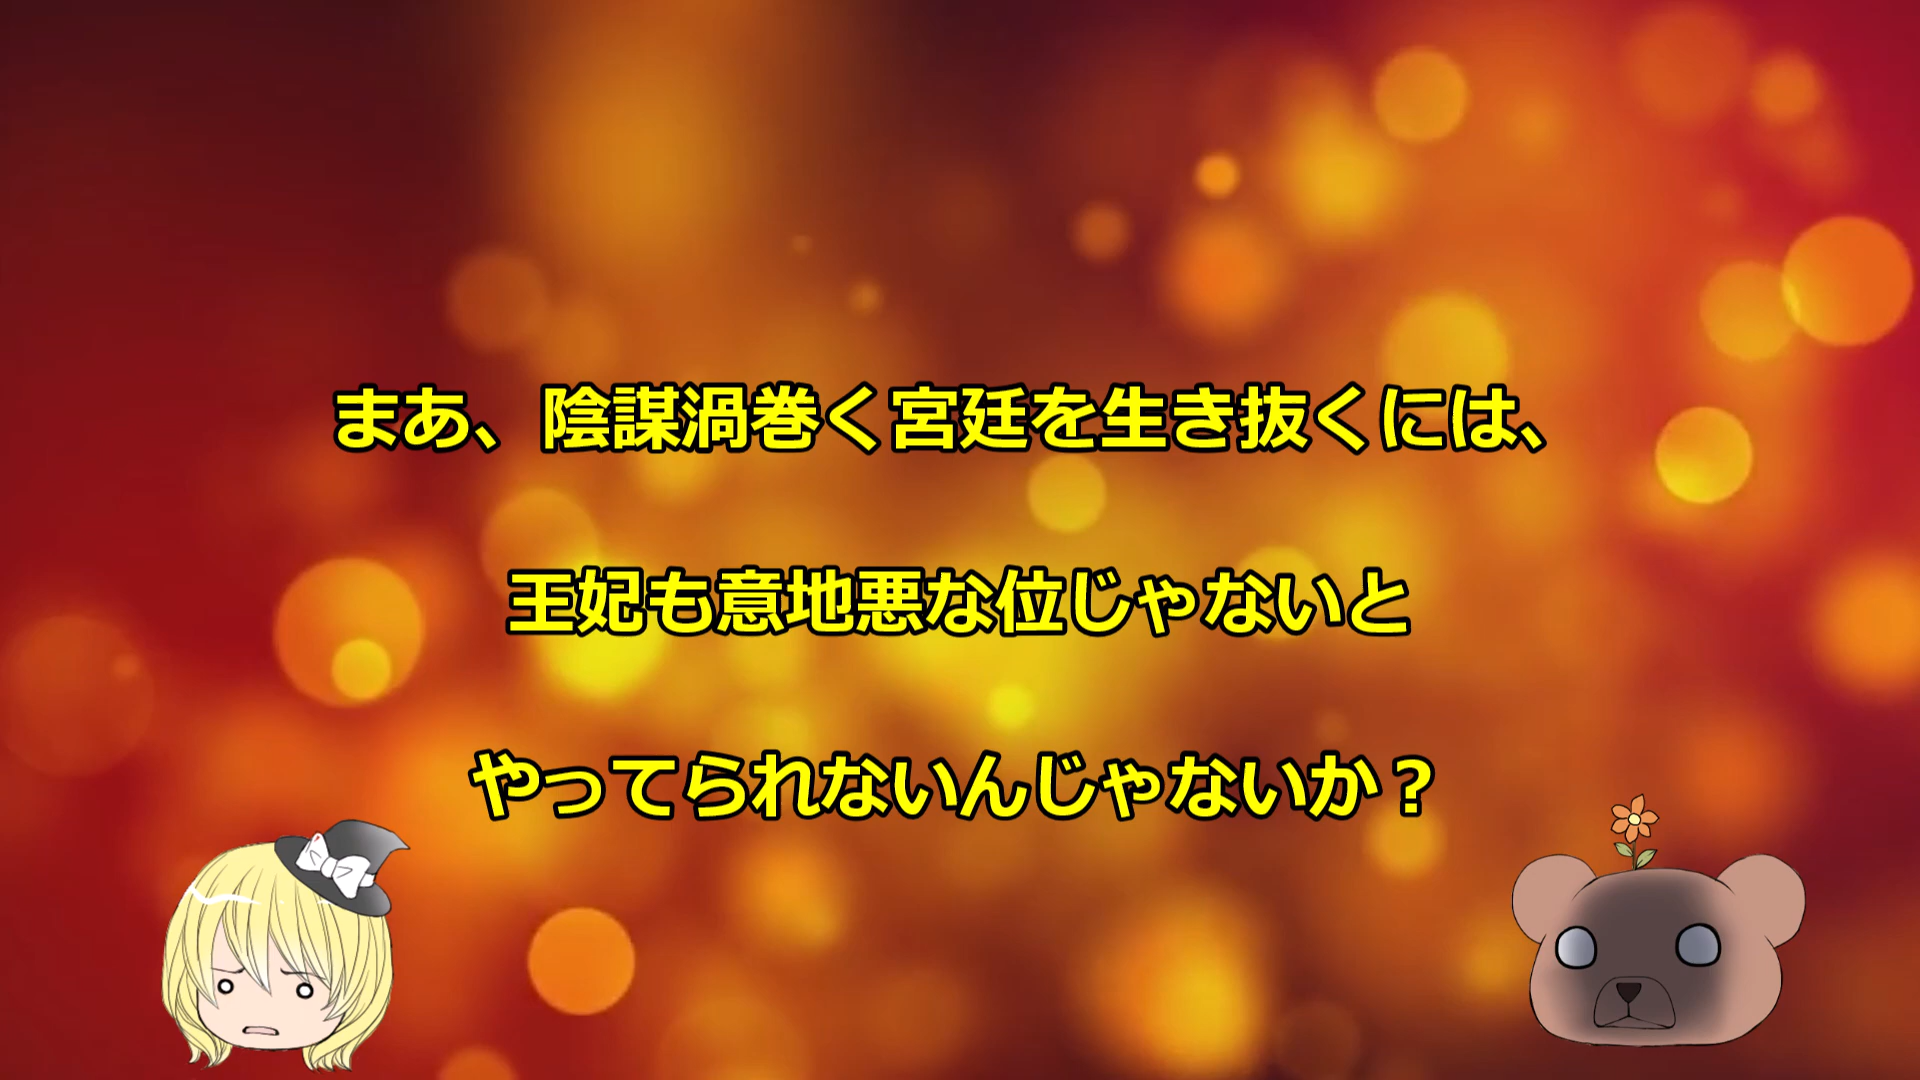 まあ、陰謀渦巻く宮廷を生き抜くには、
王妃も意地悪な位じゃないと
やってられないんじゃないか？